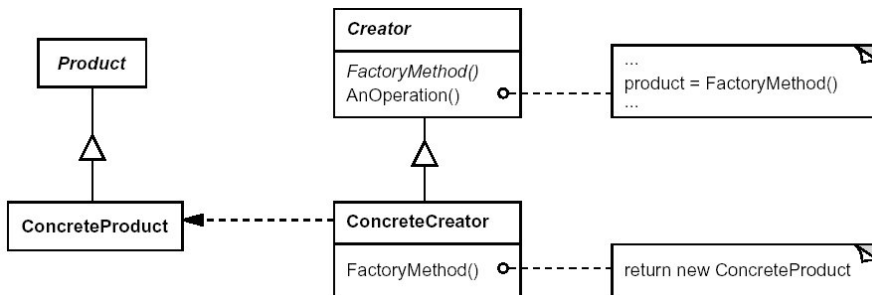 Product
ConcreteProduct
Creator
FactoryMethod()
AnOperation()
...
product = FactoryMethod()
...
ConcreteCreator
FactoryMethod()
return new ConcreteProduct